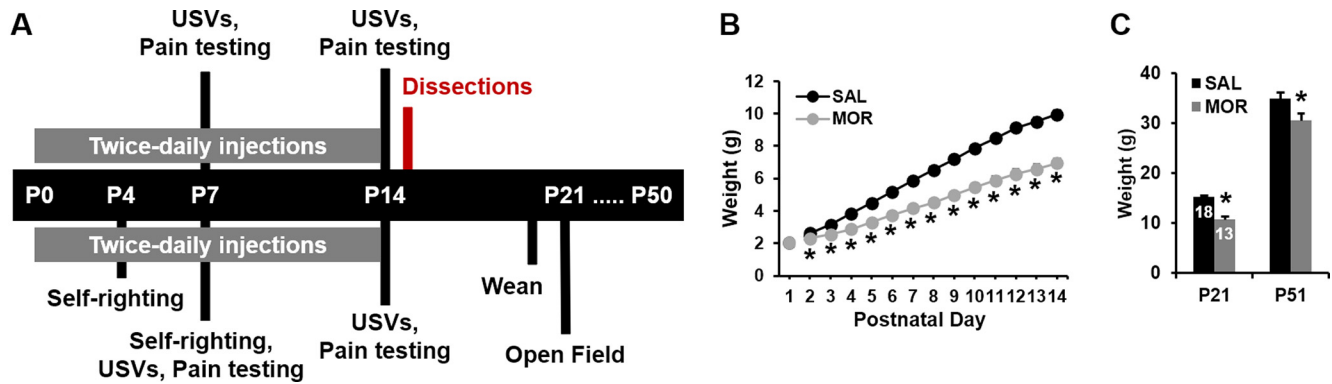 A
USVs,
Pain testing
USVs,
Pain testing
Dissections
Twice-daily injections
P0 P4 P7 P14 P21 ..... P50
Twice-daily injections
Self-righting
Self-righting,
USVs, Pain testing
USVs,
Pain testing
Wean
Open Field
B
Weight (g)
12
10
8
6
4
2
0
SAL
MOR
* * * * * * * * * * * * *
1 2 3 4 5 6 7 8 9 10 11 12 13 14
Postnatal Day
C
Weight (g)
40
30
20
10
0
SAL
MOR
*
*
18
13
P21 P51